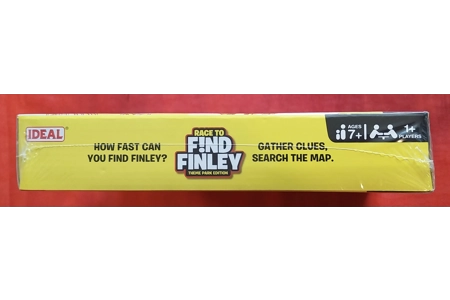 IDEAL
HOW FAST CAN
YOU FIND FINLEY?
RACE TO
F!ND
FINLEY
THEME PARK EDITION
GATHER CLUES,
SEARCH THE MAP.
AGES
7+
1+
PLAYERS